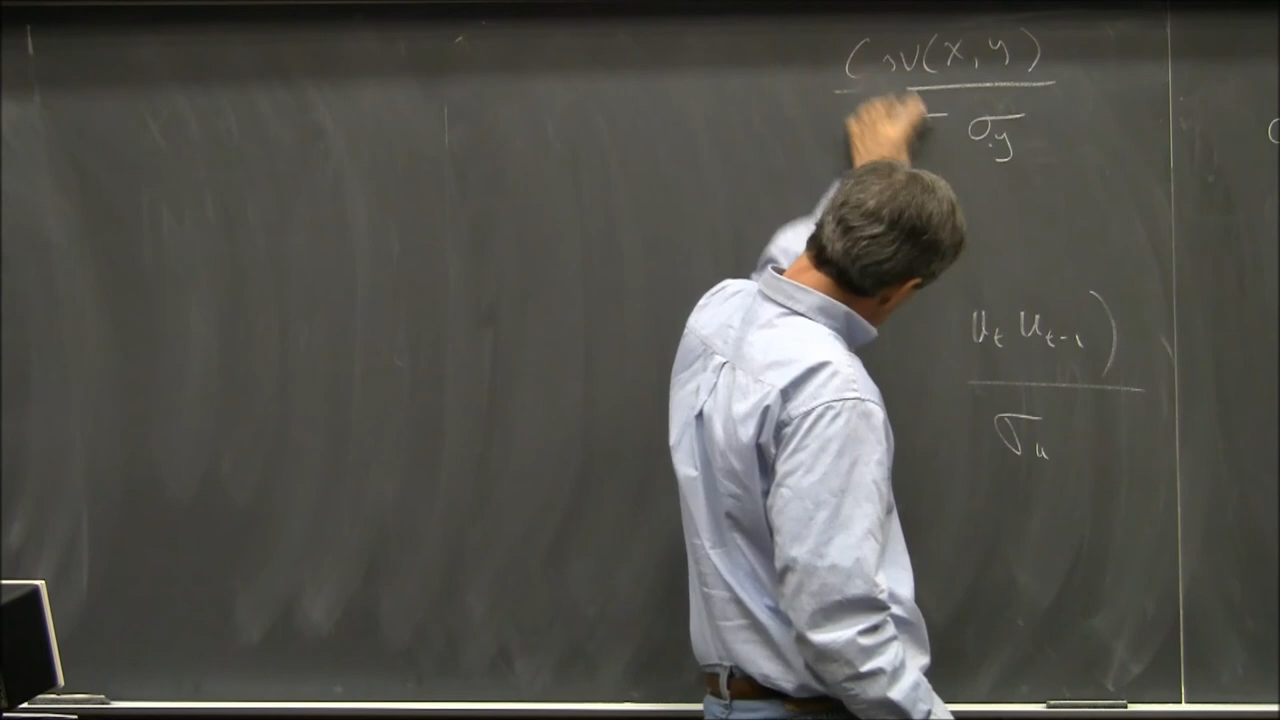 Cov(x, y)
σy
ut ut-1)
σu